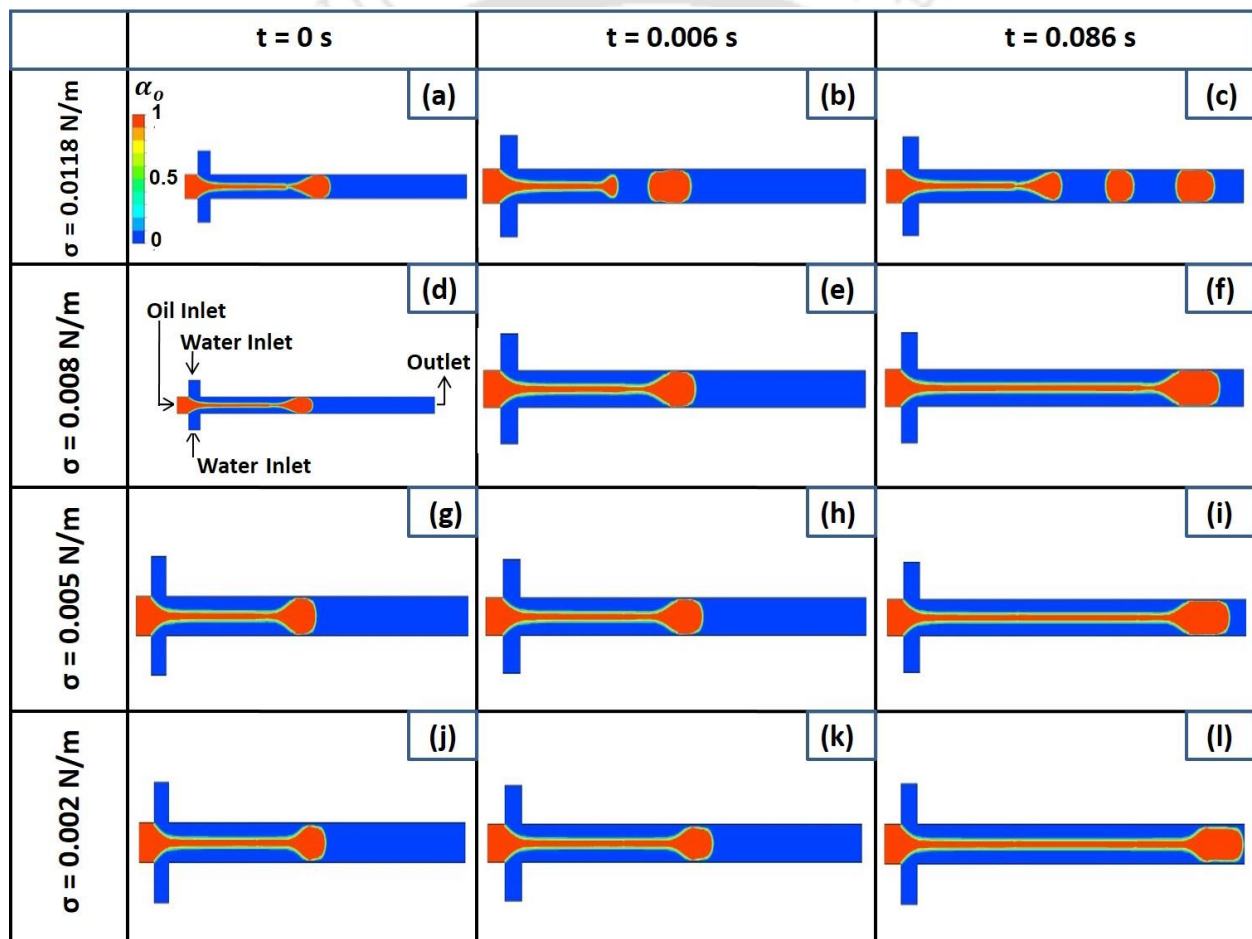 t = 0 s
t = 0.006 s
t = 0.086 s
σ = 0.0118 N/m
αₒ
1
0.5
0
(a)
(b)
(c)
σ = 0.008 N/m
(d)
Oil Inlet
Water Inlet
Outlet
Water Inlet
(e)
(f)
σ = 0.005 N/m
(g)
(h)
(i)
σ = 0.002 N/m
(j)
(k)
(l)